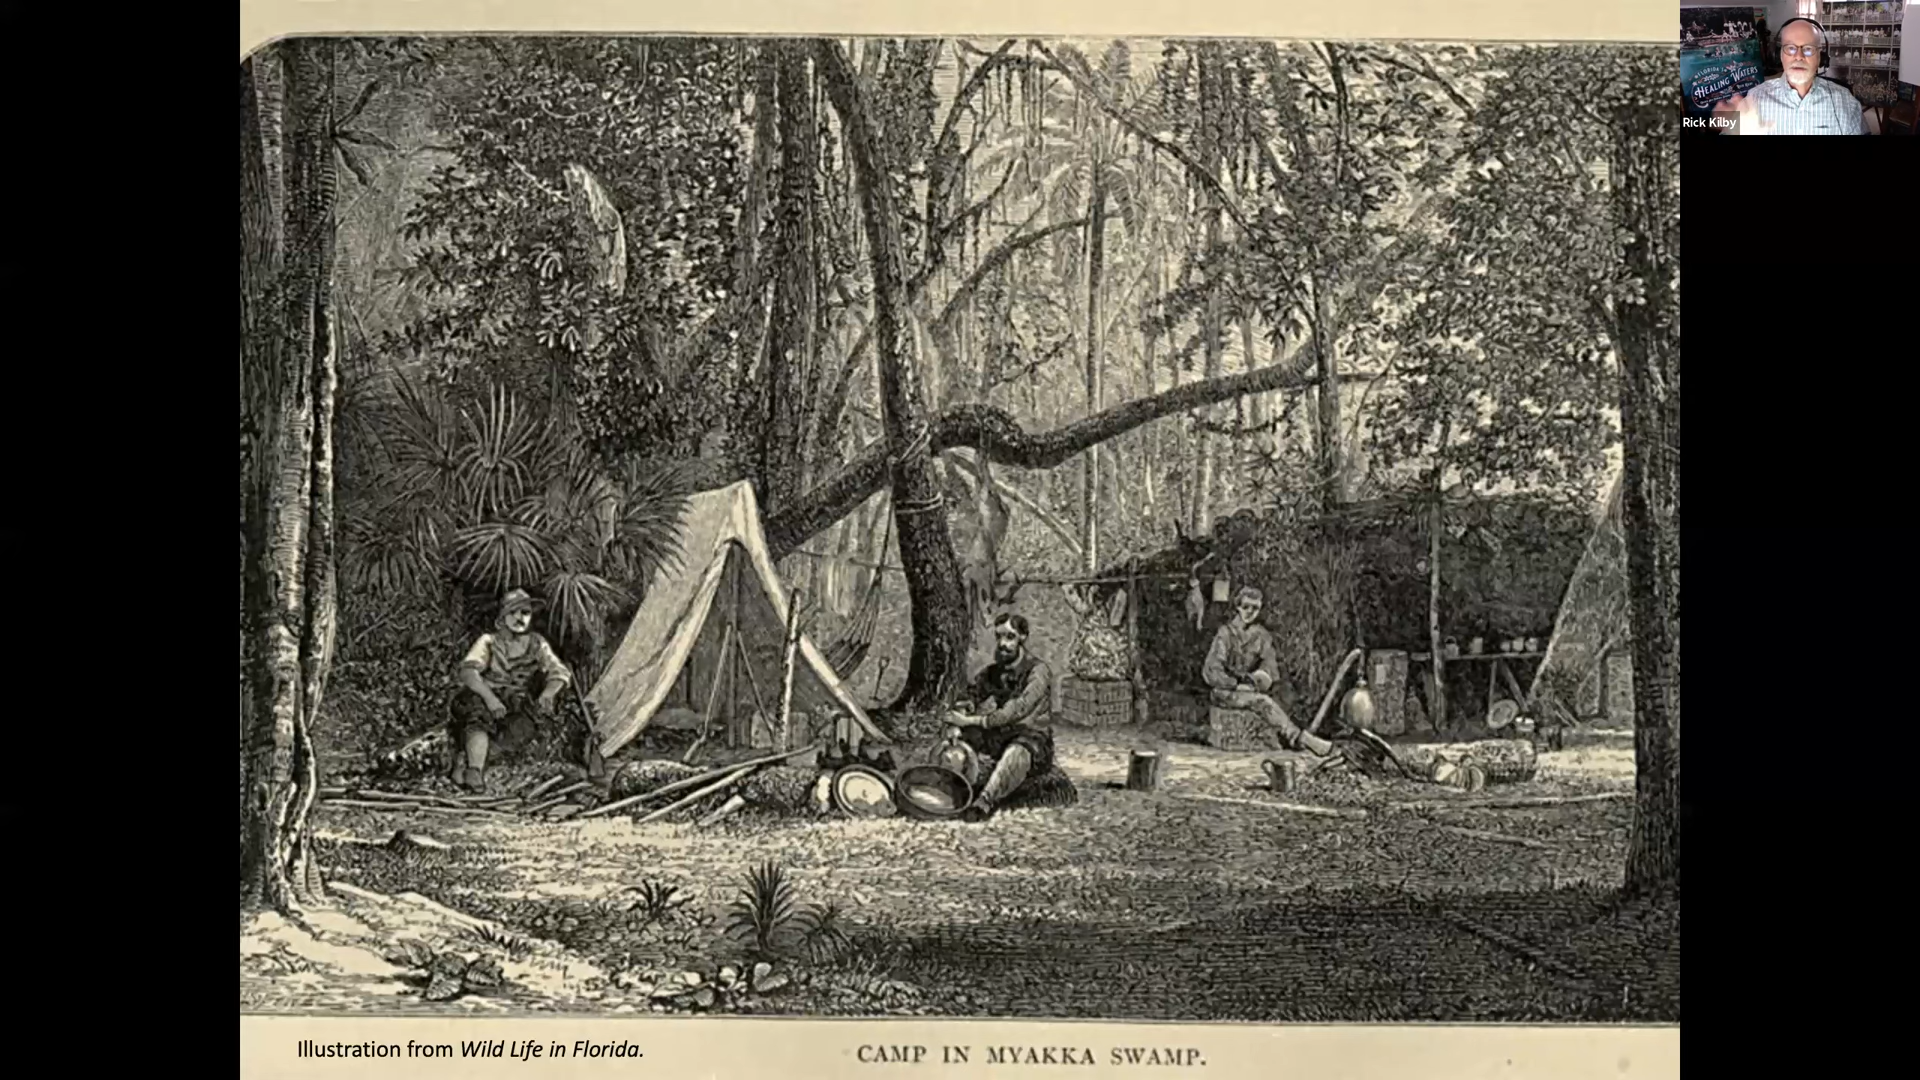 HEALING WATERS
Rick Kilby
Illustration from Wild Life in Florida.
CAMP IN MYAKKA SWAMP.